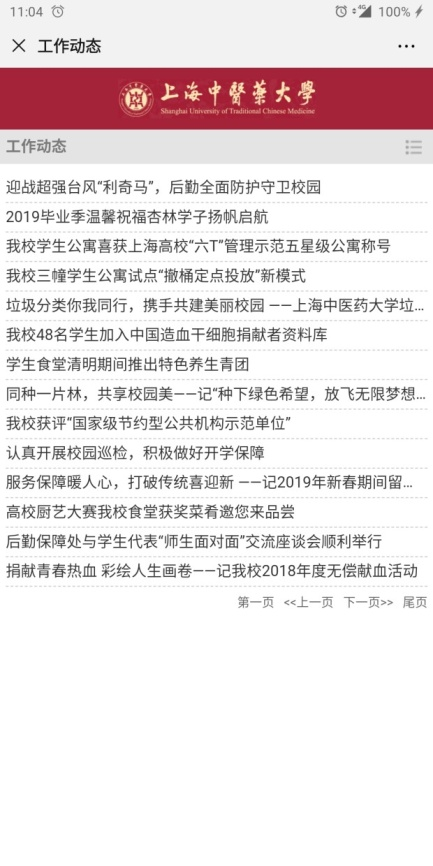 11:04
4G 100%
工作动态
上海中醫藥大學
Shanghai University of Traditional Chinese Medicine
工作动态
迎战超强台风“利奇马”，后勤全面防护守卫校园
2019毕业季温馨祝福杏林学子扬帆启航
我校学生公寓喜获上海高校“六T”管理示范五星级公寓称号
我校三幢学生公寓试点“撤桶定点投放”新模式
垃圾分类你我同行，携手共建美丽校园 ——上海中医药大学垃...
我校48名学生加入中国造血干细胞捐献者资料库
学生食堂清明期间推出特色养生青团
同种一片林，共享校园美——记“种下绿色希望，放飞无限梦想...
我校获评“国家级节约型公共机构示范单位”
认真开展校园巡检，积极做好开学保障
服务保障暖人心，打破传统喜迎新 ——记2019年新春期间留...
高校厨艺大赛我校食堂获奖菜肴邀您来品尝
后勤保障处与学生代表“师生面对面”交流座谈会顺利举行
捐献青春热血 彩绘人生画卷——记我校2018年度无偿献血活动
第一页 <<上一页 下一页>> 尾页